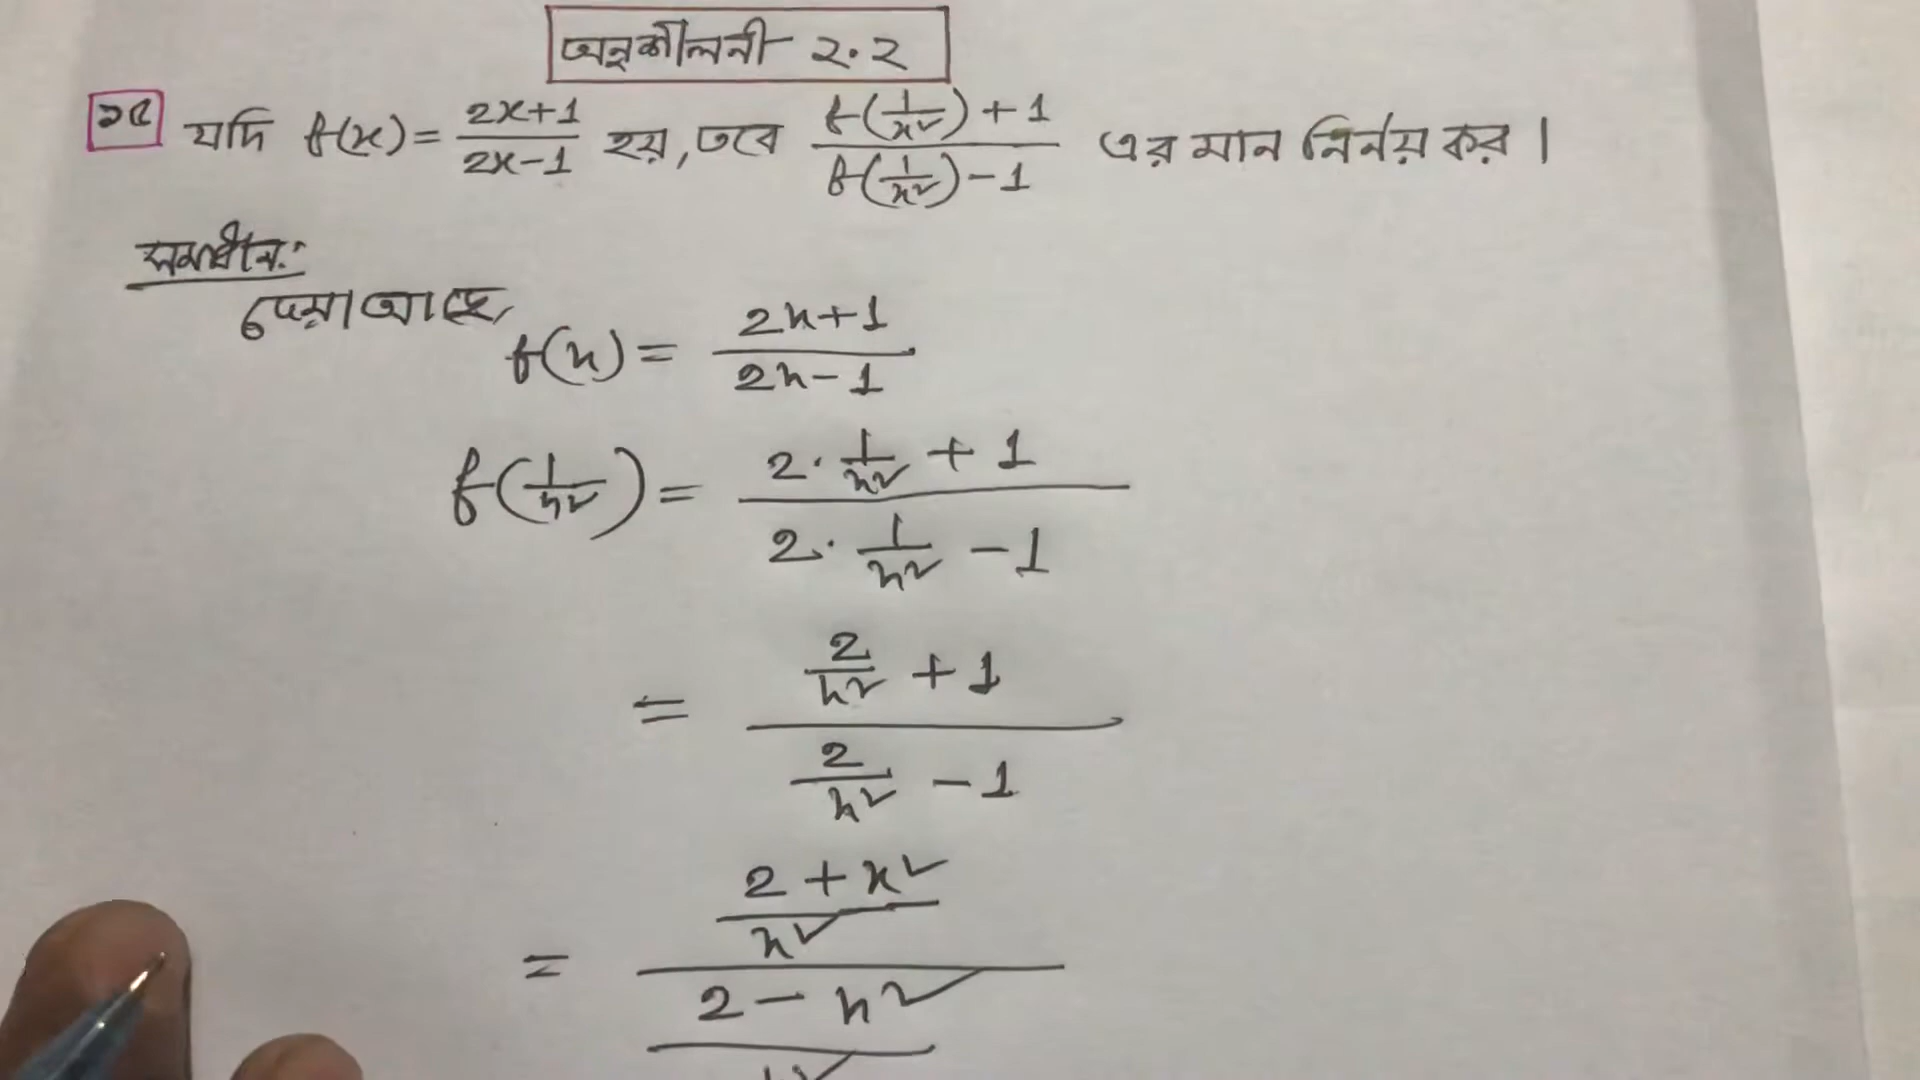 অনুশীলনী ২.২
১৫ যদি f(x) = (2x+1)/(2x-1) হয়, তবে (f(1/x²)+1)/(f(1/x²)-1) এর মান নির্নয় কর।
সমাধান:
দেয়া আছে,
f(x) = (2x+1)/(2x-1)
f(1/x²) = (2·1/x² + 1)/(2·1/x² - 1)
= (2/x² + 1)/(2/x² - 1)
= ((2+x²)/x²)/((2-x²)/x²)